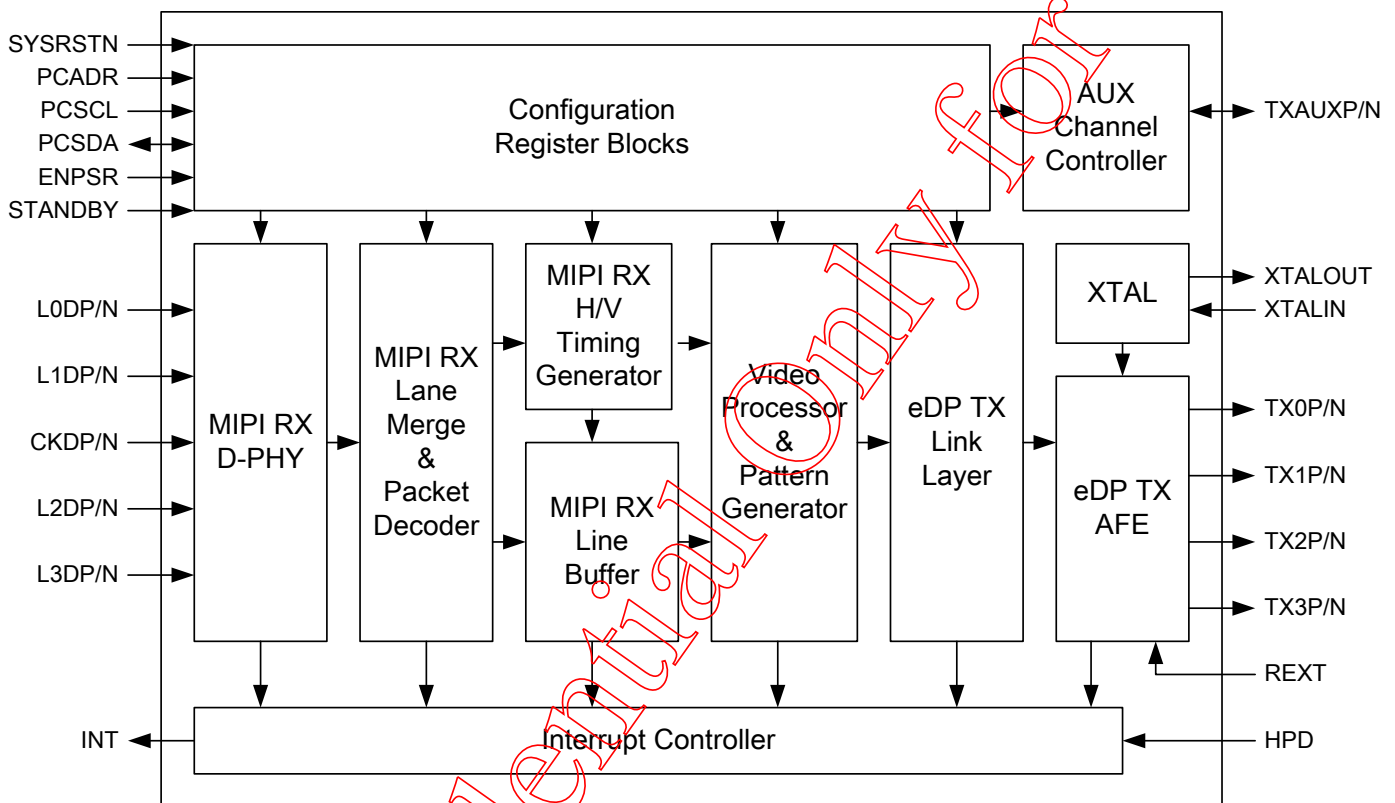 SYSRSTN
PCADR
PCSCL
PCSDA
ENPSR
STANDBY
Configuration
Register Blocks
AUX
Channel
Controller
TXAUXP/N
L0DP/N
L1DP/N
CKDP/N
L2DP/N
L3DP/N
MIPI RX
D-PHY
MIPI RX
Lane
Merge
&
Packet
Decoder
MIPI RX
H/V
Timing
Generator
MIPI RX
Line
Buffer
Video
Processor
&
Pattern
Generator
eDP TX
Link
Layer
XTAL
XTALOUT
XTALIN
eDP TX
AFE
TX0P/N
TX1P/N
TX2P/N
TX3P/N
REXT
INT
Interrupt Controller
HPD
dential Only for